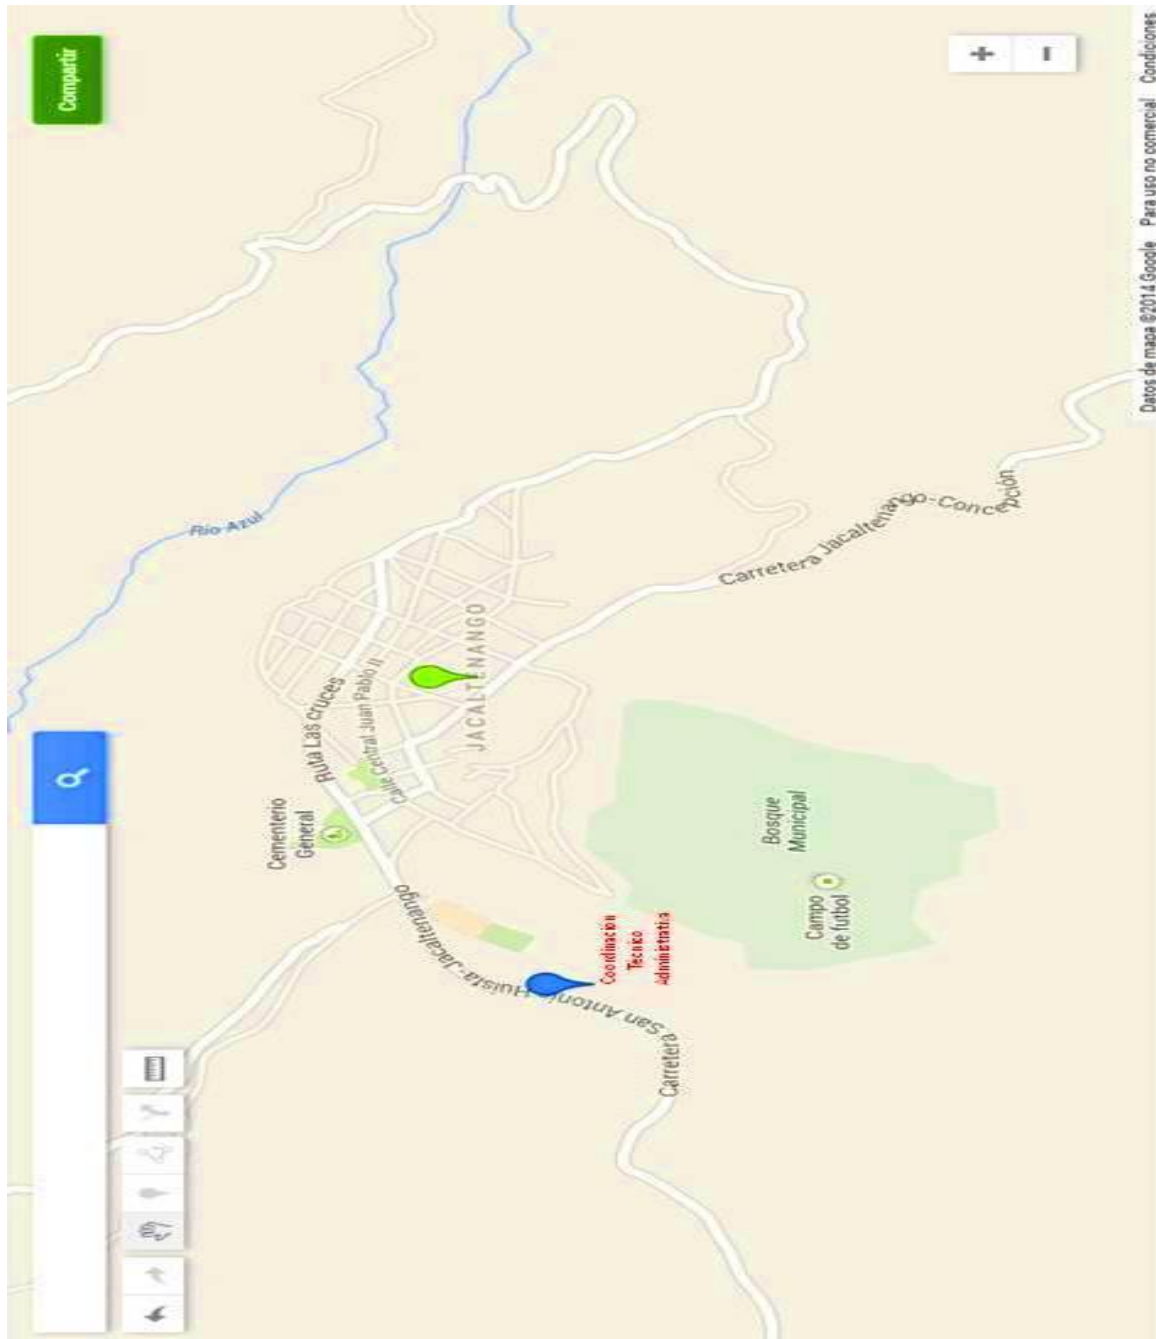 Compartir
Río Azul
Cementerio
General
Ruta Las cruces
Calle Central Juan Pablo II
JACALTENANGO
Carretera Jacaltenango-Concepción
Carretera San Antonio Huista-Jacaltenango
Coordinación
Tecnico
Administrativa
Bosque
Municipal
Campo
de futbol
+
-
Datos de mapa ©2014 Google Para uso no comercial Condiciones